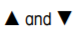 ▲ and ▼